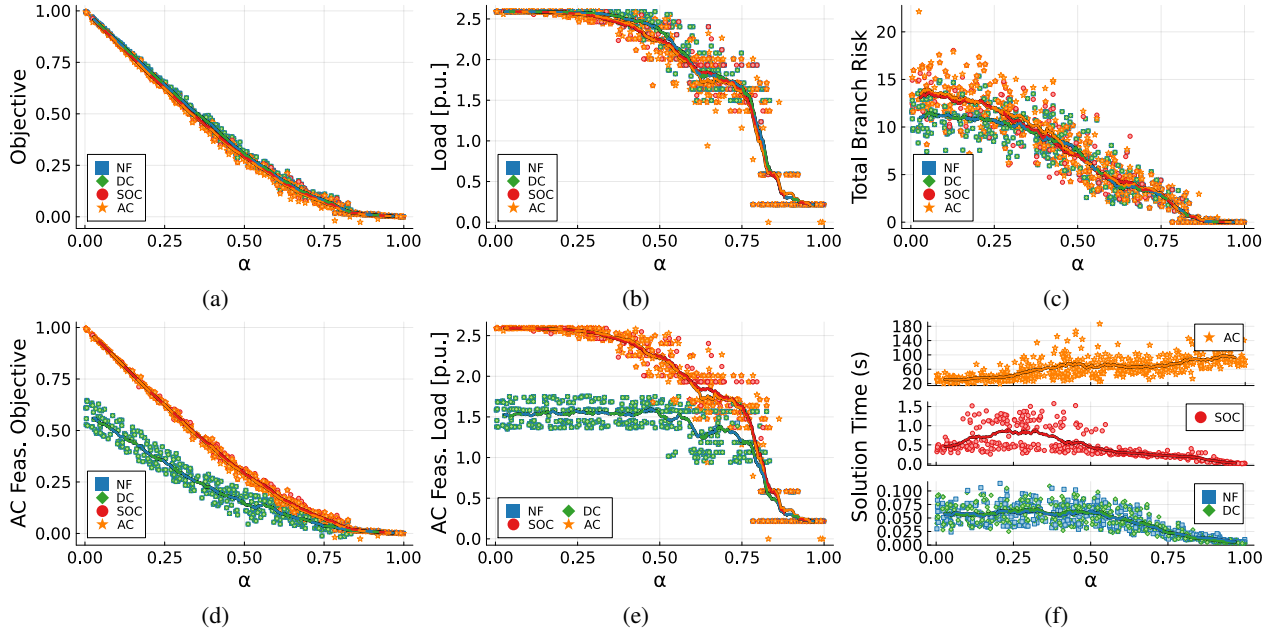 Objective
1.00
0.75
0.50
0.25
0.00
NF
DC
SOC
AC
0.00 0.25 0.50 0.75 1.00
α
(a)
Load [p.u.]
2.5
2.0
1.5
1.0
0.5
0.0
NF
DC
SOC
AC
0.00 0.25 0.50 0.75 1.00
α
(b)
Total Branch Risk
20
15
10
5
0
NF
DC
SOC
AC
0.00 0.25 0.50 0.75 1.00
α
(c)
AC Feas. Objective
1.00
0.75
0.50
0.25
0.00
NF
DC
SOC
AC
0.00 0.25 0.50 0.75 1.00
α
(d)
AC Feas. Load [p.u.]
2.5
2.0
1.5
1.0
0.5
0.0
NF DC
SOC AC
0.00 0.25 0.50 0.75 1.00
α
(e)
Solution Time (s)
180
140
100
60
20
AC
1.5
1.0
0.5
0.0
SOC
0.100
0.075
0.050
0.025
0.000
NF
DC
0.00 0.25 0.50 0.75 1.00
α
(f)